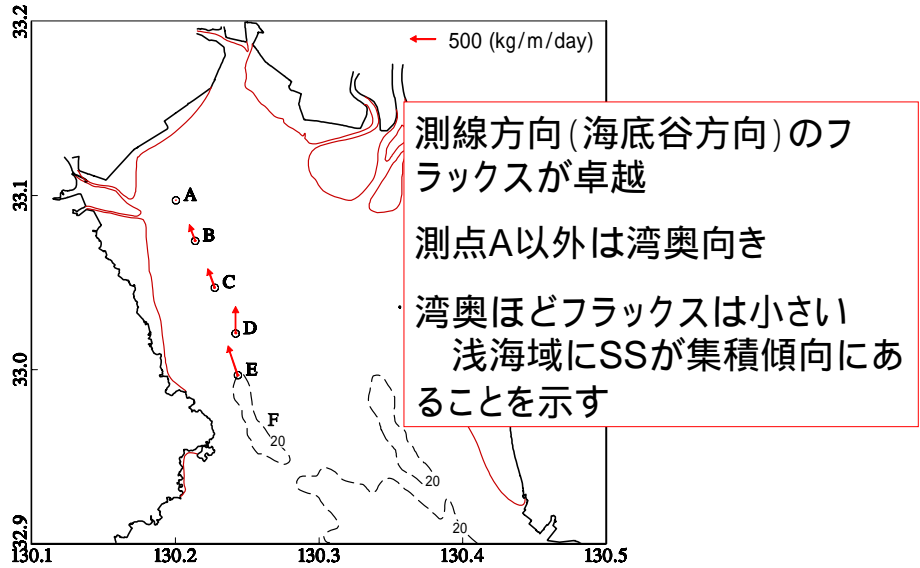 33.2
500 (kg/m/day)
測線方向(海底谷方向)のフ
ラックスが卓越
測点A以外は湾奥向き
湾奥ほどフラックスは小さい
浅海域にSSが集積傾向にあ
ることを示す
33.1
A
B
C
D
33.0
E
F
20
20
20
32.9
130.1
130.2
130.3
130.4
130.5